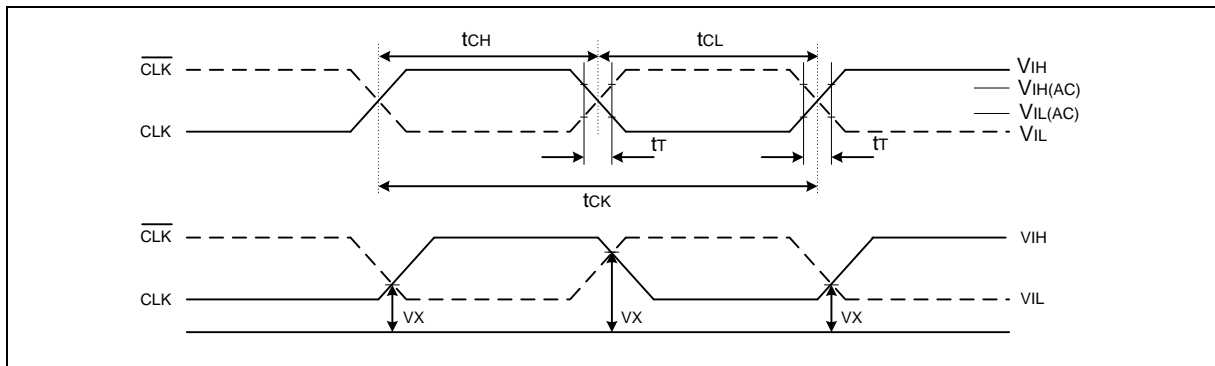 tCH tCL
CLK VIH
VIH(AC)
VIL(AC)
CLK VIL
tT tT
tCK
CLK VIH
CLK VIL
VX VX VX